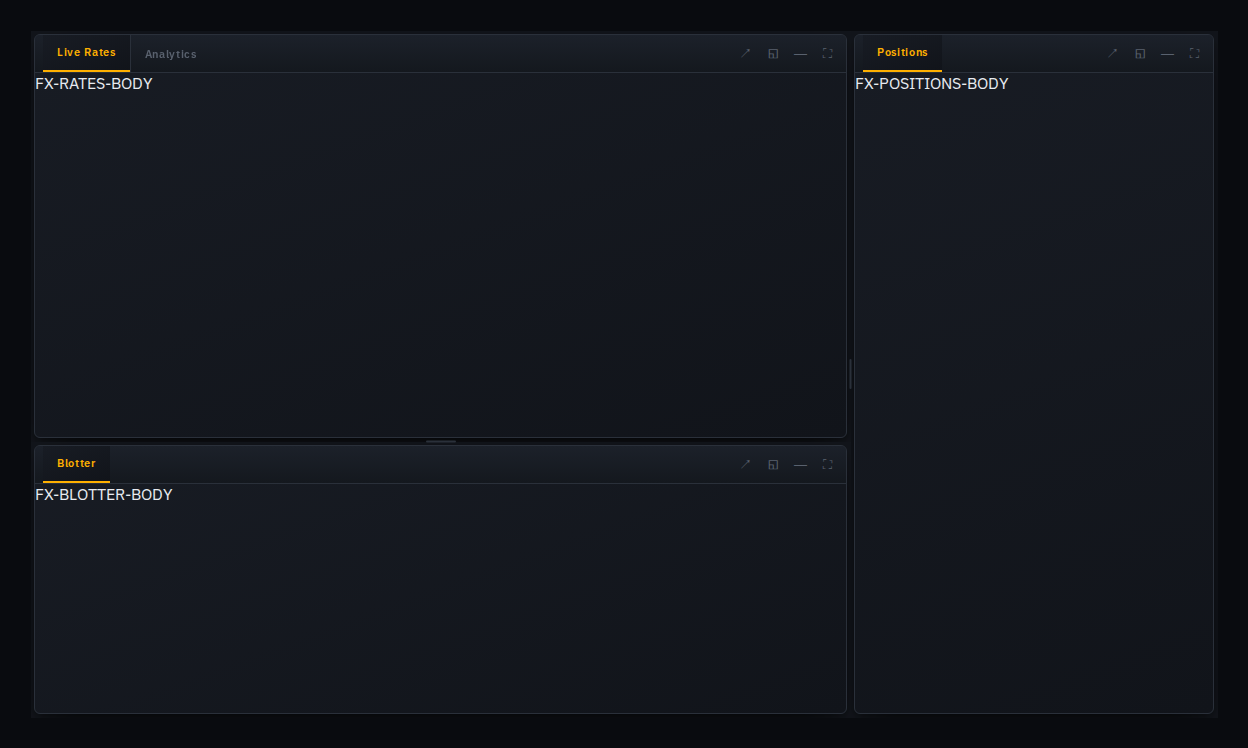 Live Rates
Analytics
FX-RATES-BODY
Blotter
FX-BLOTTER-BODY
Positions
FX-POSITIONS-BODY